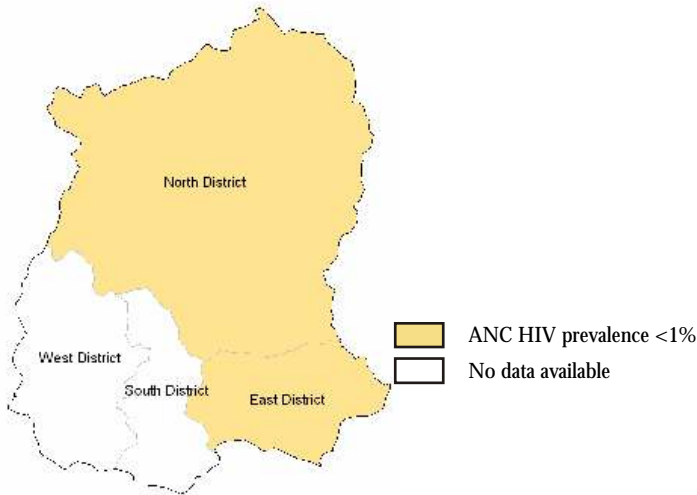 North District
West District
South District
East District
ANC HIV prevalence <1%
No data available